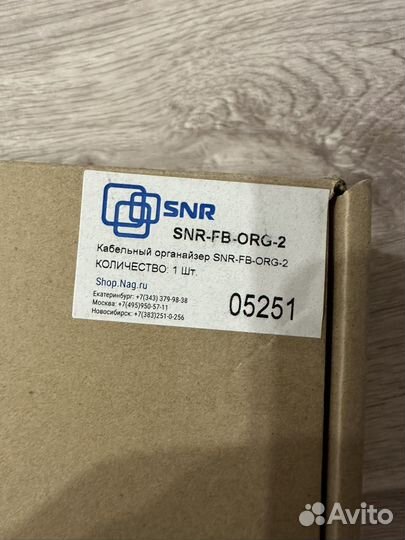 SNR
SNR-FB-ORG-2
Кабельный органайзер SNR-FB-ORG-2
КОЛИЧЕСТВО: 1 Шт.
Shop.Nag.ru
Екатеринбург: +7(343) 379-98-38
Москва: +7(495)950-57-11
Новосибирск: +7(383)251-0-256
05251
Avito